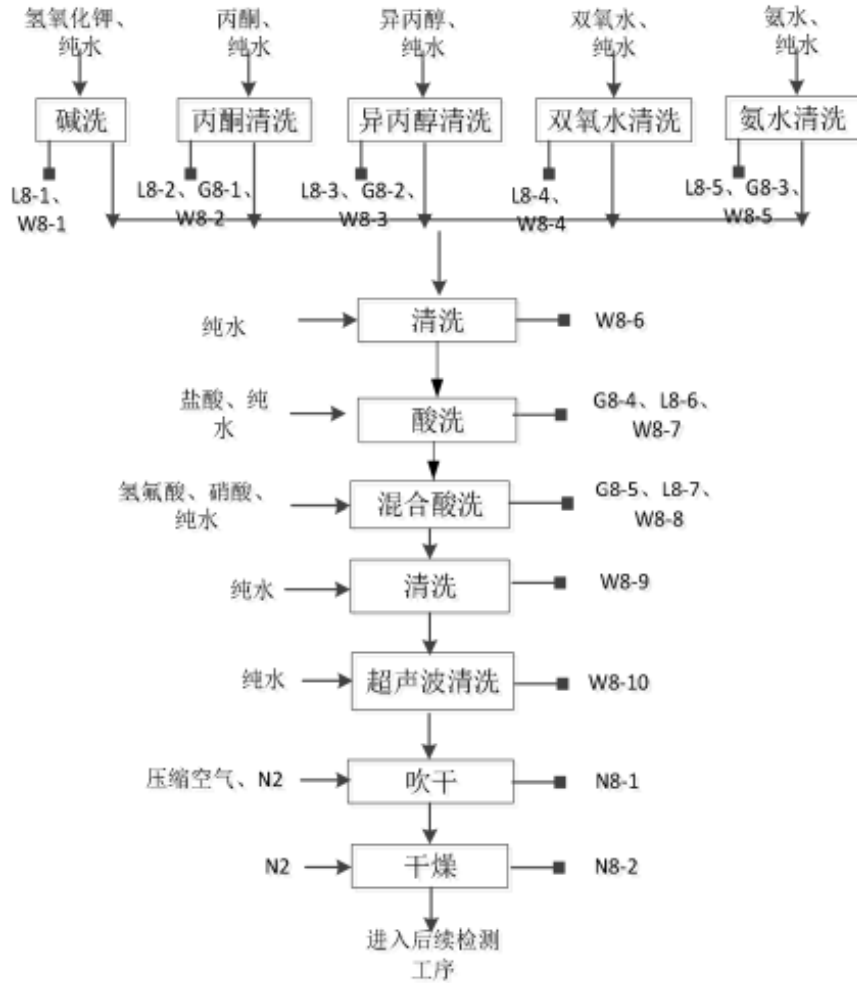 氢氧化钾、
纯水
丙酮、
纯水
异丙醇、
纯水
双氧水、
纯水
氨水、
纯水
碱洗
丙酮清洗
异丙醇清洗
双氧水清洗
氨水清洗
L8-1、
W8-1
L8-2、G8-1、
W8-2
L8-3、G8-2、
W8-3
L8-4、
W8-4
L8-5、G8-3、
W8-5
纯水
清洗
W8-6
盐酸、纯
水
酸洗
G8-4、L8-6、
W8-7
氢氟酸、硝酸、
纯水
混合酸洗
G8-5、L8-7、
W8-8
纯水
清洗
W8-9
纯水
超声波清洗
W8-10
压缩空气、N2
吹干
N8-1
N2
干燥
N8-2
进入后续检测
工序